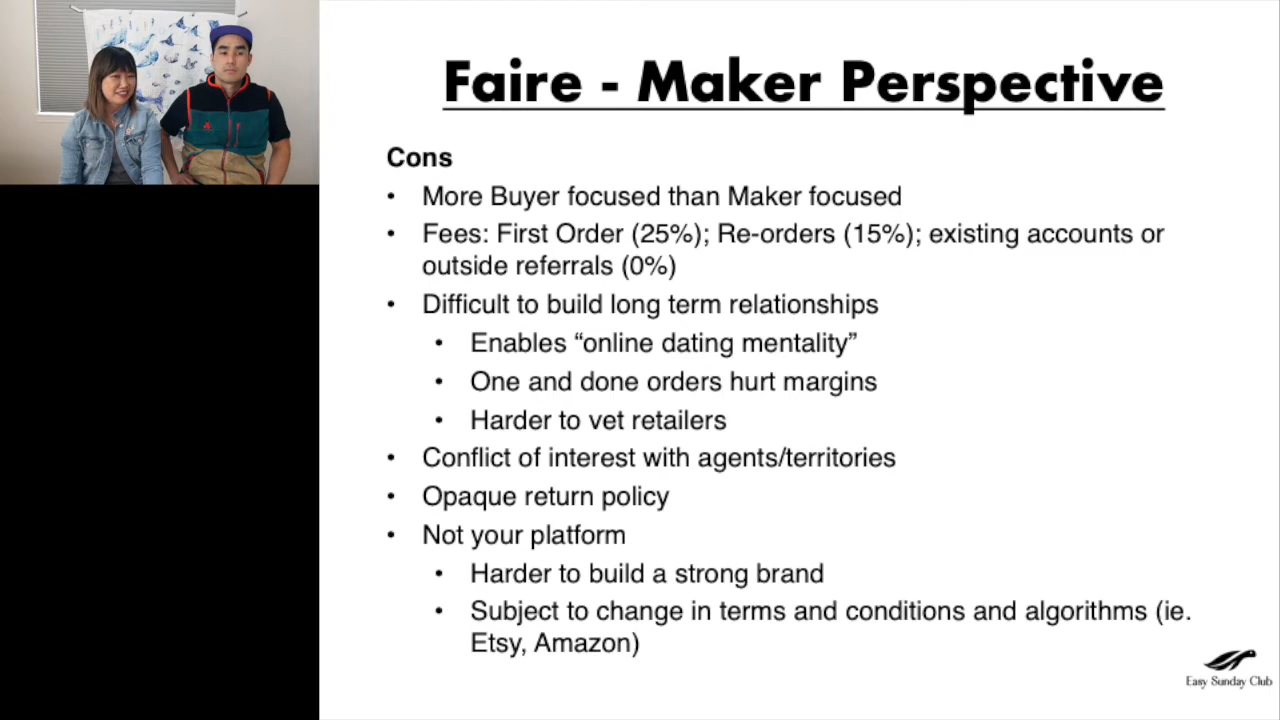 Faire - Maker Perspective
Cons
• More Buyer focused than Maker focused
• Fees: First Order (25%); Re-orders (15%); existing accounts or
outside referrals (0%)
• Difficult to build long term relationships
• Enables “online dating mentality”
• One and done orders hurt margins
• Harder to vet retailers
• Conflict of interest with agents/territories
• Opaque return policy
• Not your platform
• Harder to build a strong brand
• Subject to change in terms and conditions and algorithms (ie.
Etsy, Amazon)
Easy Sunday Club